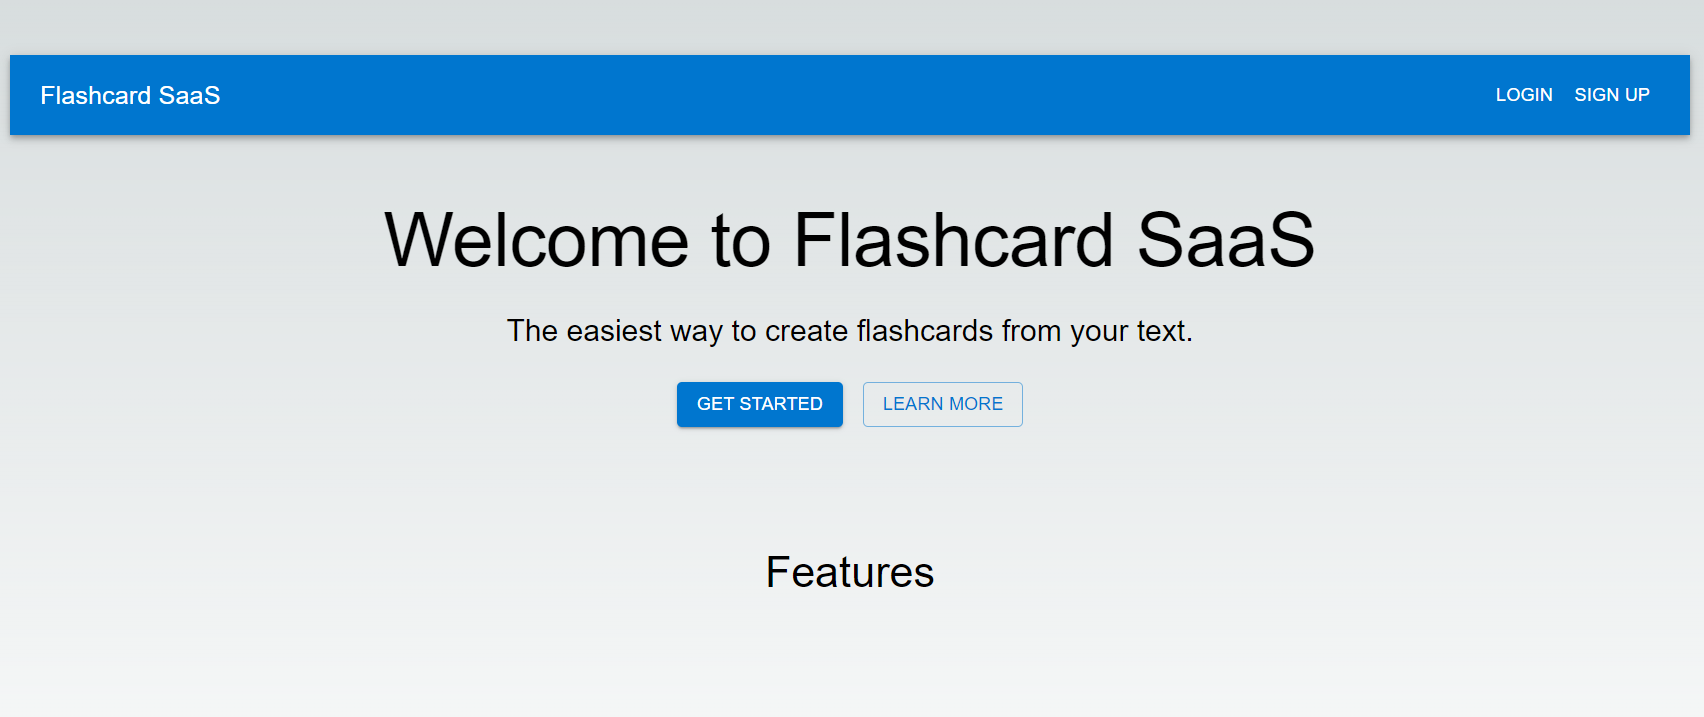 Flashcard SaaS
LOGIN SIGN UP
Welcome to Flashcard SaaS
The easiest way to create flashcards from your text.
GET STARTED LEARN MORE
Features